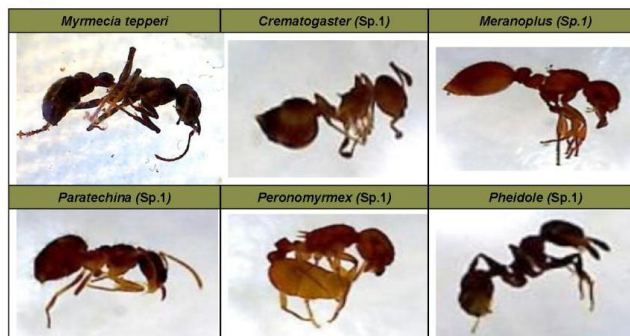 Myrmecia tepperi
Crematogaster (Sp.1)
Meranoplus (Sp.1)
Paratechina (Sp.1)
Peronomyrmex (Sp.1)
Pheidole (Sp.1)